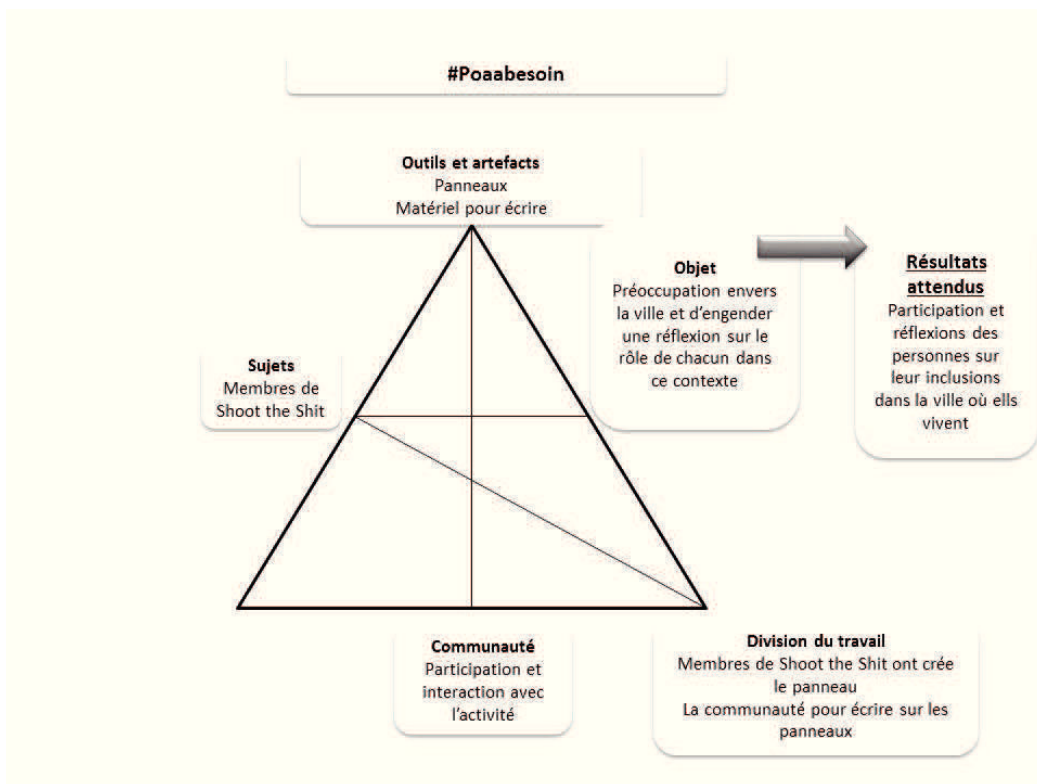 #Poaabesoin
Outils et artefacts
Panneaux
Matériel pour écrire
Objet
Préoccupation envers
la ville et d'engender
une réflexion sur le
rôle de chacun dans
ce contexte
Résultats
attendus
Participation et
réflexions des
personnes sur
leur inclusions
dans la ville où ells
vivent
Sujets
Membres de
Shoot the Shit
Communauté
Participation et
interaction avec
l'activité
Division du travail
Membres de Shoot the Shit ont crée
le panneau
La communauté pour écrire sur les
panneaux